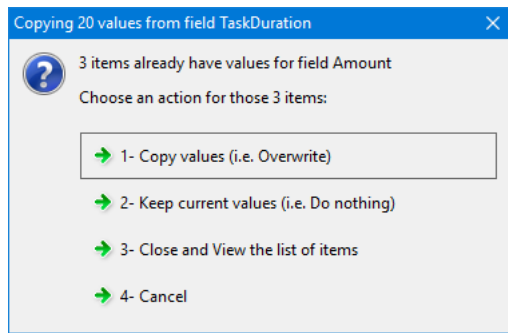 Copying 20 values from field TaskDuration
3 items already have values for field Amount
Choose an action for those 3 items:
1- Copy values (i.e. Overwrite)
2- Keep current values (i.e. Do nothing)
3- Close and View the list of items
4- Cancel